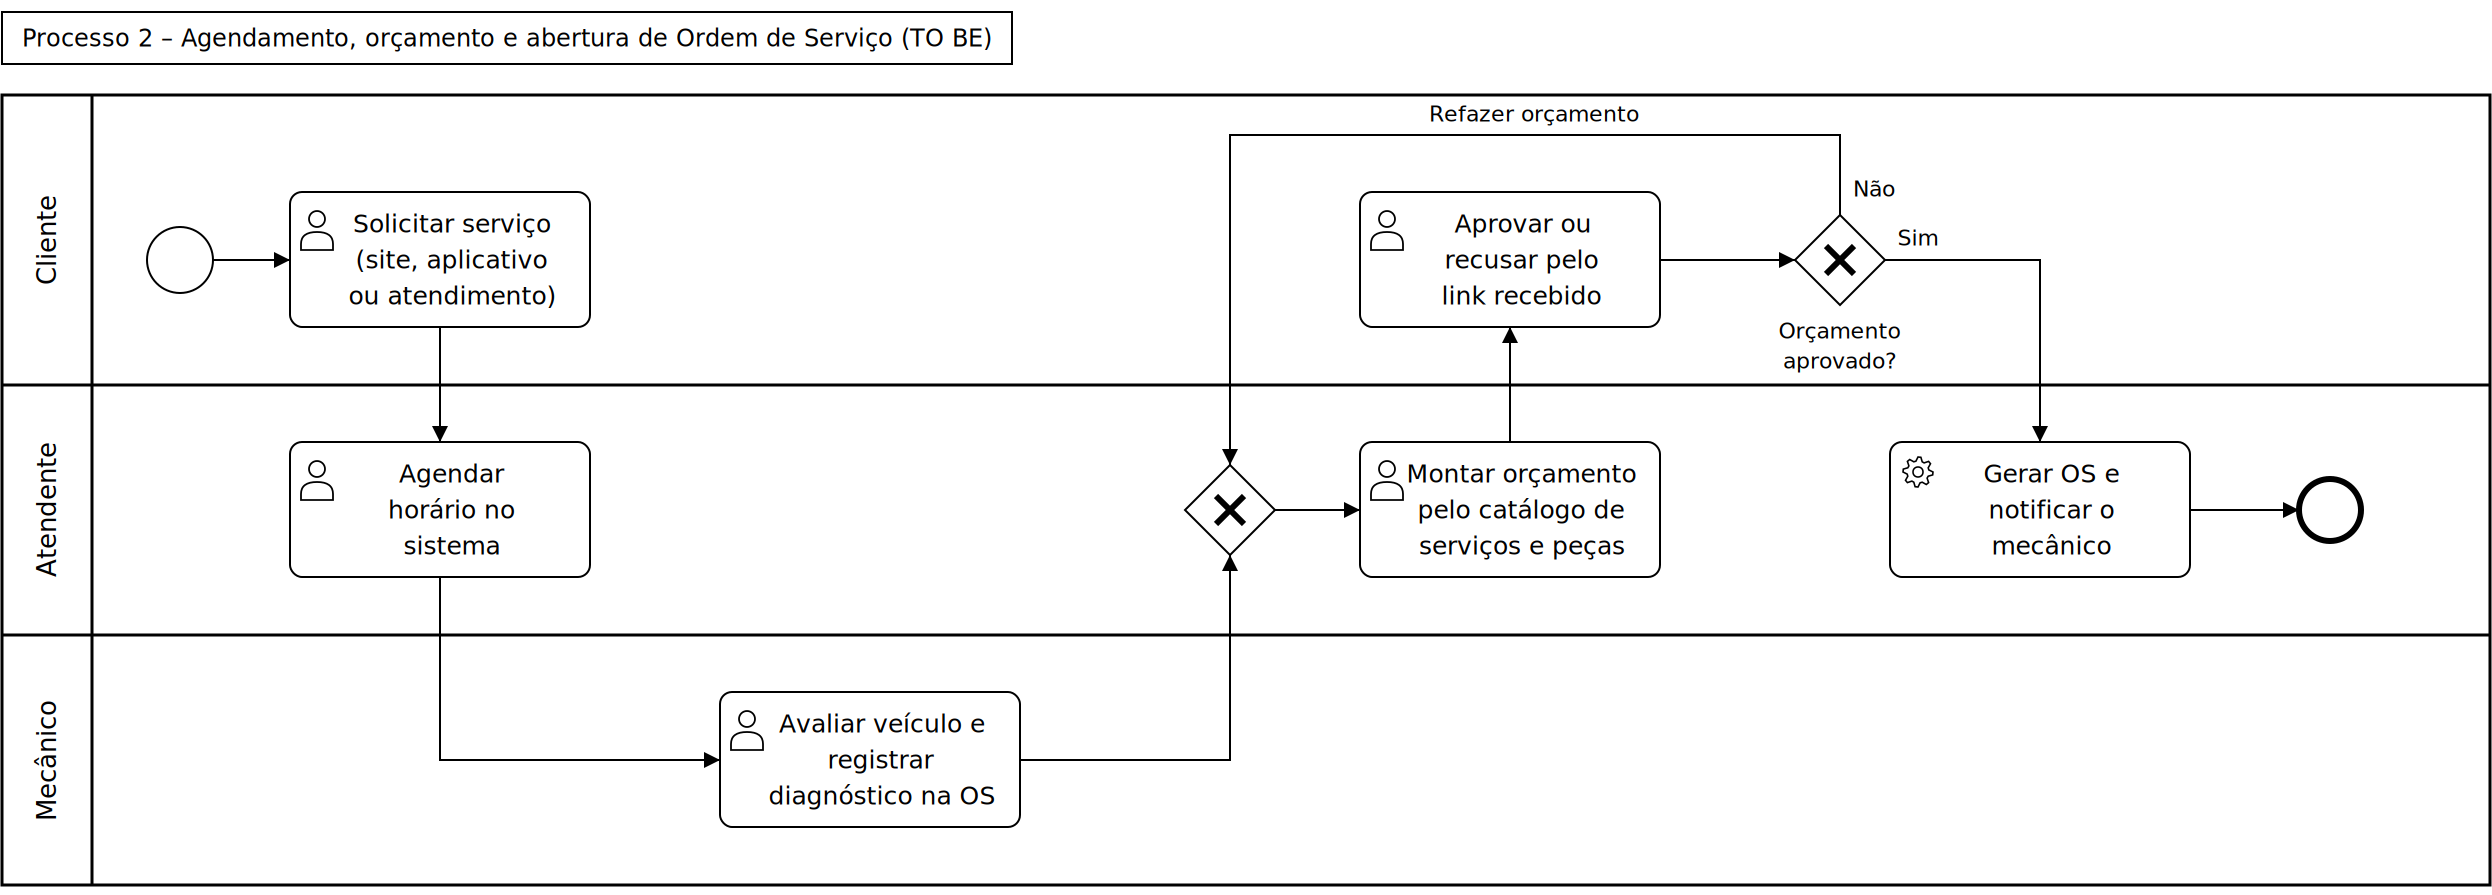 Processo 2 – Agendamento, orçamento e abertura de Ordem de Serviço (TO BE)
Cliente
Solicitar serviço
(site, aplicativo
ou atendimento)
Refazer orçamento
Aprovar ou
recusar pelo
link recebido
Não
Sim
Orçamento
aprovado?
Atendente
Agendar
horário no
sistema
Montar orçamento
pelo catálogo de
serviços e peças
Gerar OS e
notificar o
mecânico
Mecânico
Avaliar veículo e
registrar
diagnóstico na OS